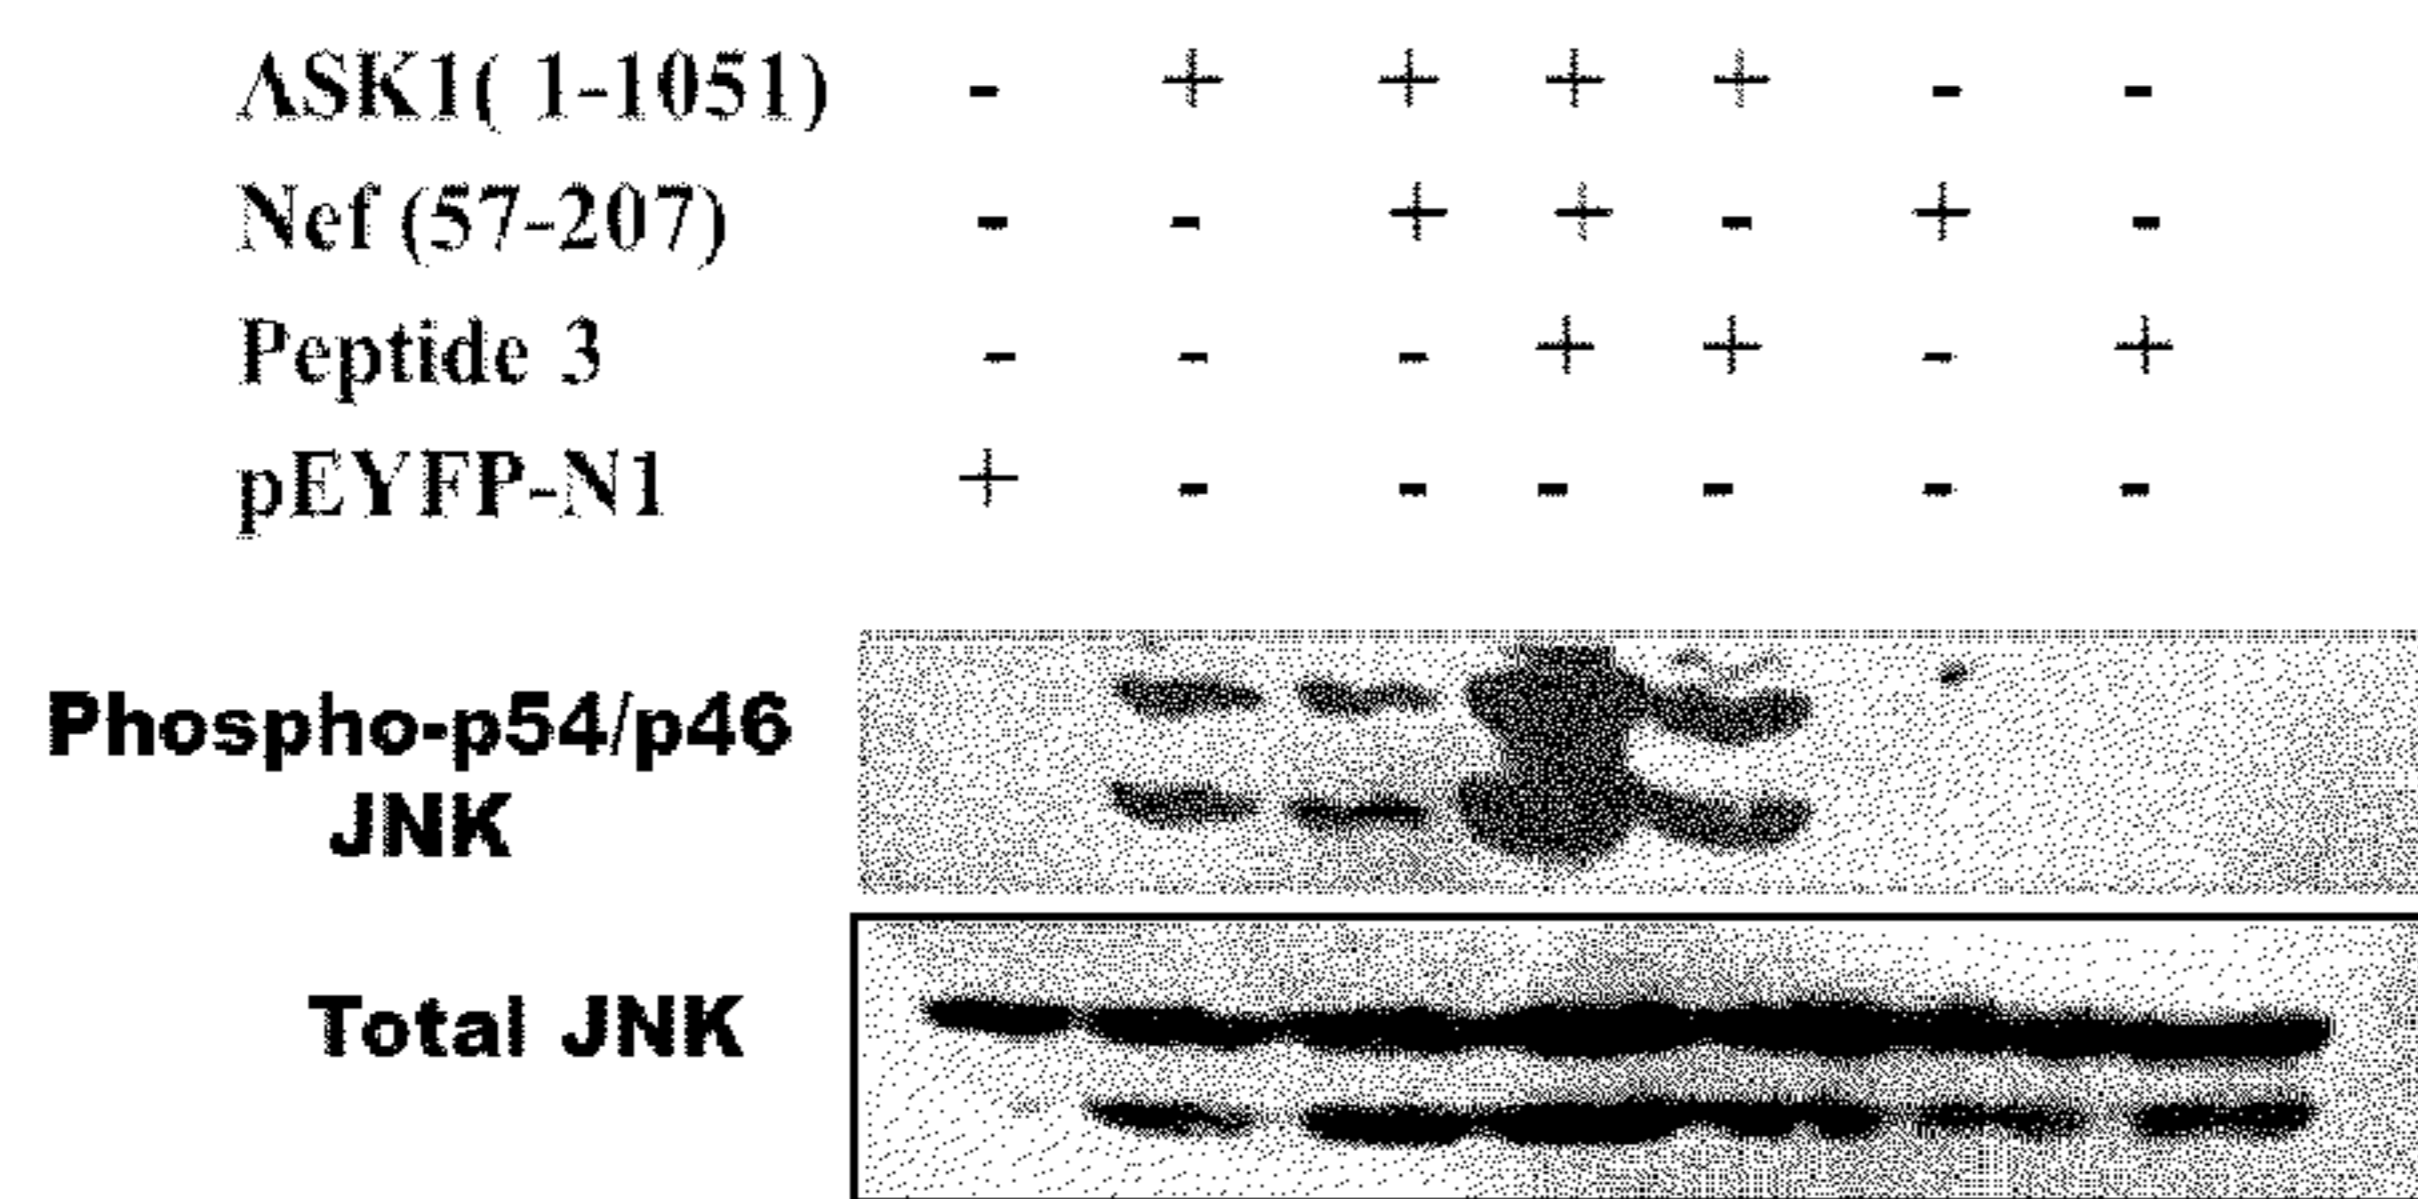 ASK1( 1-1051) - + + + + - -
Nef (57-207) - - + + - + -
Peptide 3 - - - + + - +
pEYFP-N1 + - - - - - -
Phospho-p54/p46
JNK
Total JNK